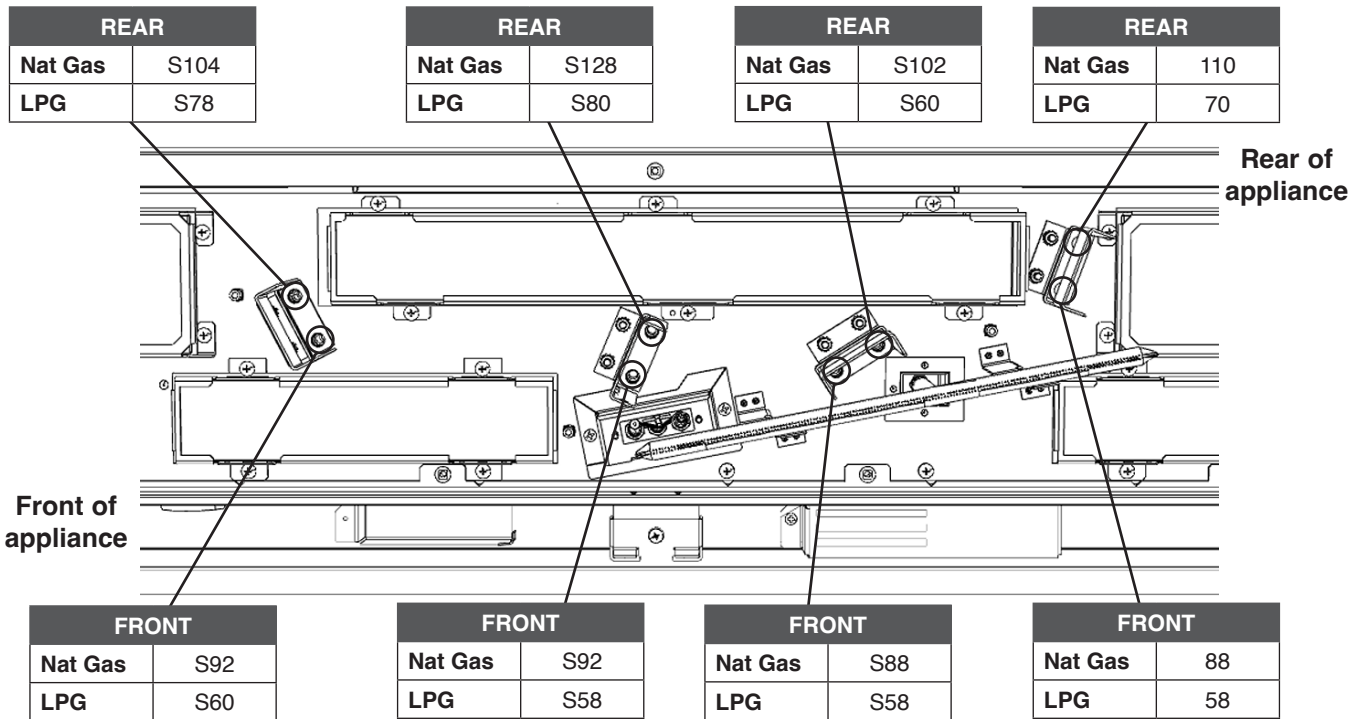 REAR
Nat Gas S104
LPG S78
REAR
Nat Gas S128
LPG S80
REAR
Nat Gas S102
LPG S60
REAR
Nat Gas 110
LPG 70
Rear of
appliance
Front of
appliance
FRONT
Nat Gas S92
LPG S60
FRONT
Nat Gas S92
LPG S58
FRONT
Nat Gas S88
LPG S58
FRONT
Nat Gas 88
LPG 58